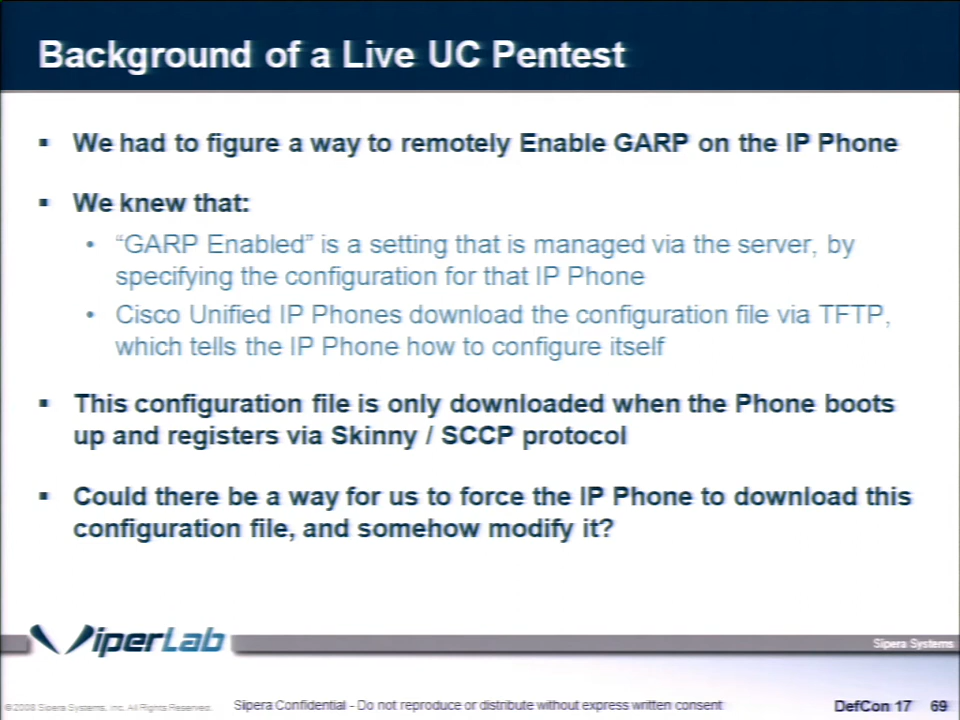 Background of a Live UC Pentest
▪ We had to figure a way to remotely Enable GARP on the IP Phone
▪ We knew that:
• “GARP Enabled” is a setting that is managed via the server, by
specifying the configuration for that IP Phone
• Cisco Unified IP Phones download the configuration file via TFTP,
which tells the IP Phone how to configure itself
▪ This configuration file is only downloaded when the Phone boots
up and registers via Skinny / SCCP protocol
▪ Could there be a way for us to force the IP Phone to download this
configuration file, and somehow modify it?
ViperLab
Sipera Systems
©2008 Sipera Systems, Inc. All Rights Reserved.
Sipera Confidential - Do not reproduce or distribute without express written consent
DefCon 17 69